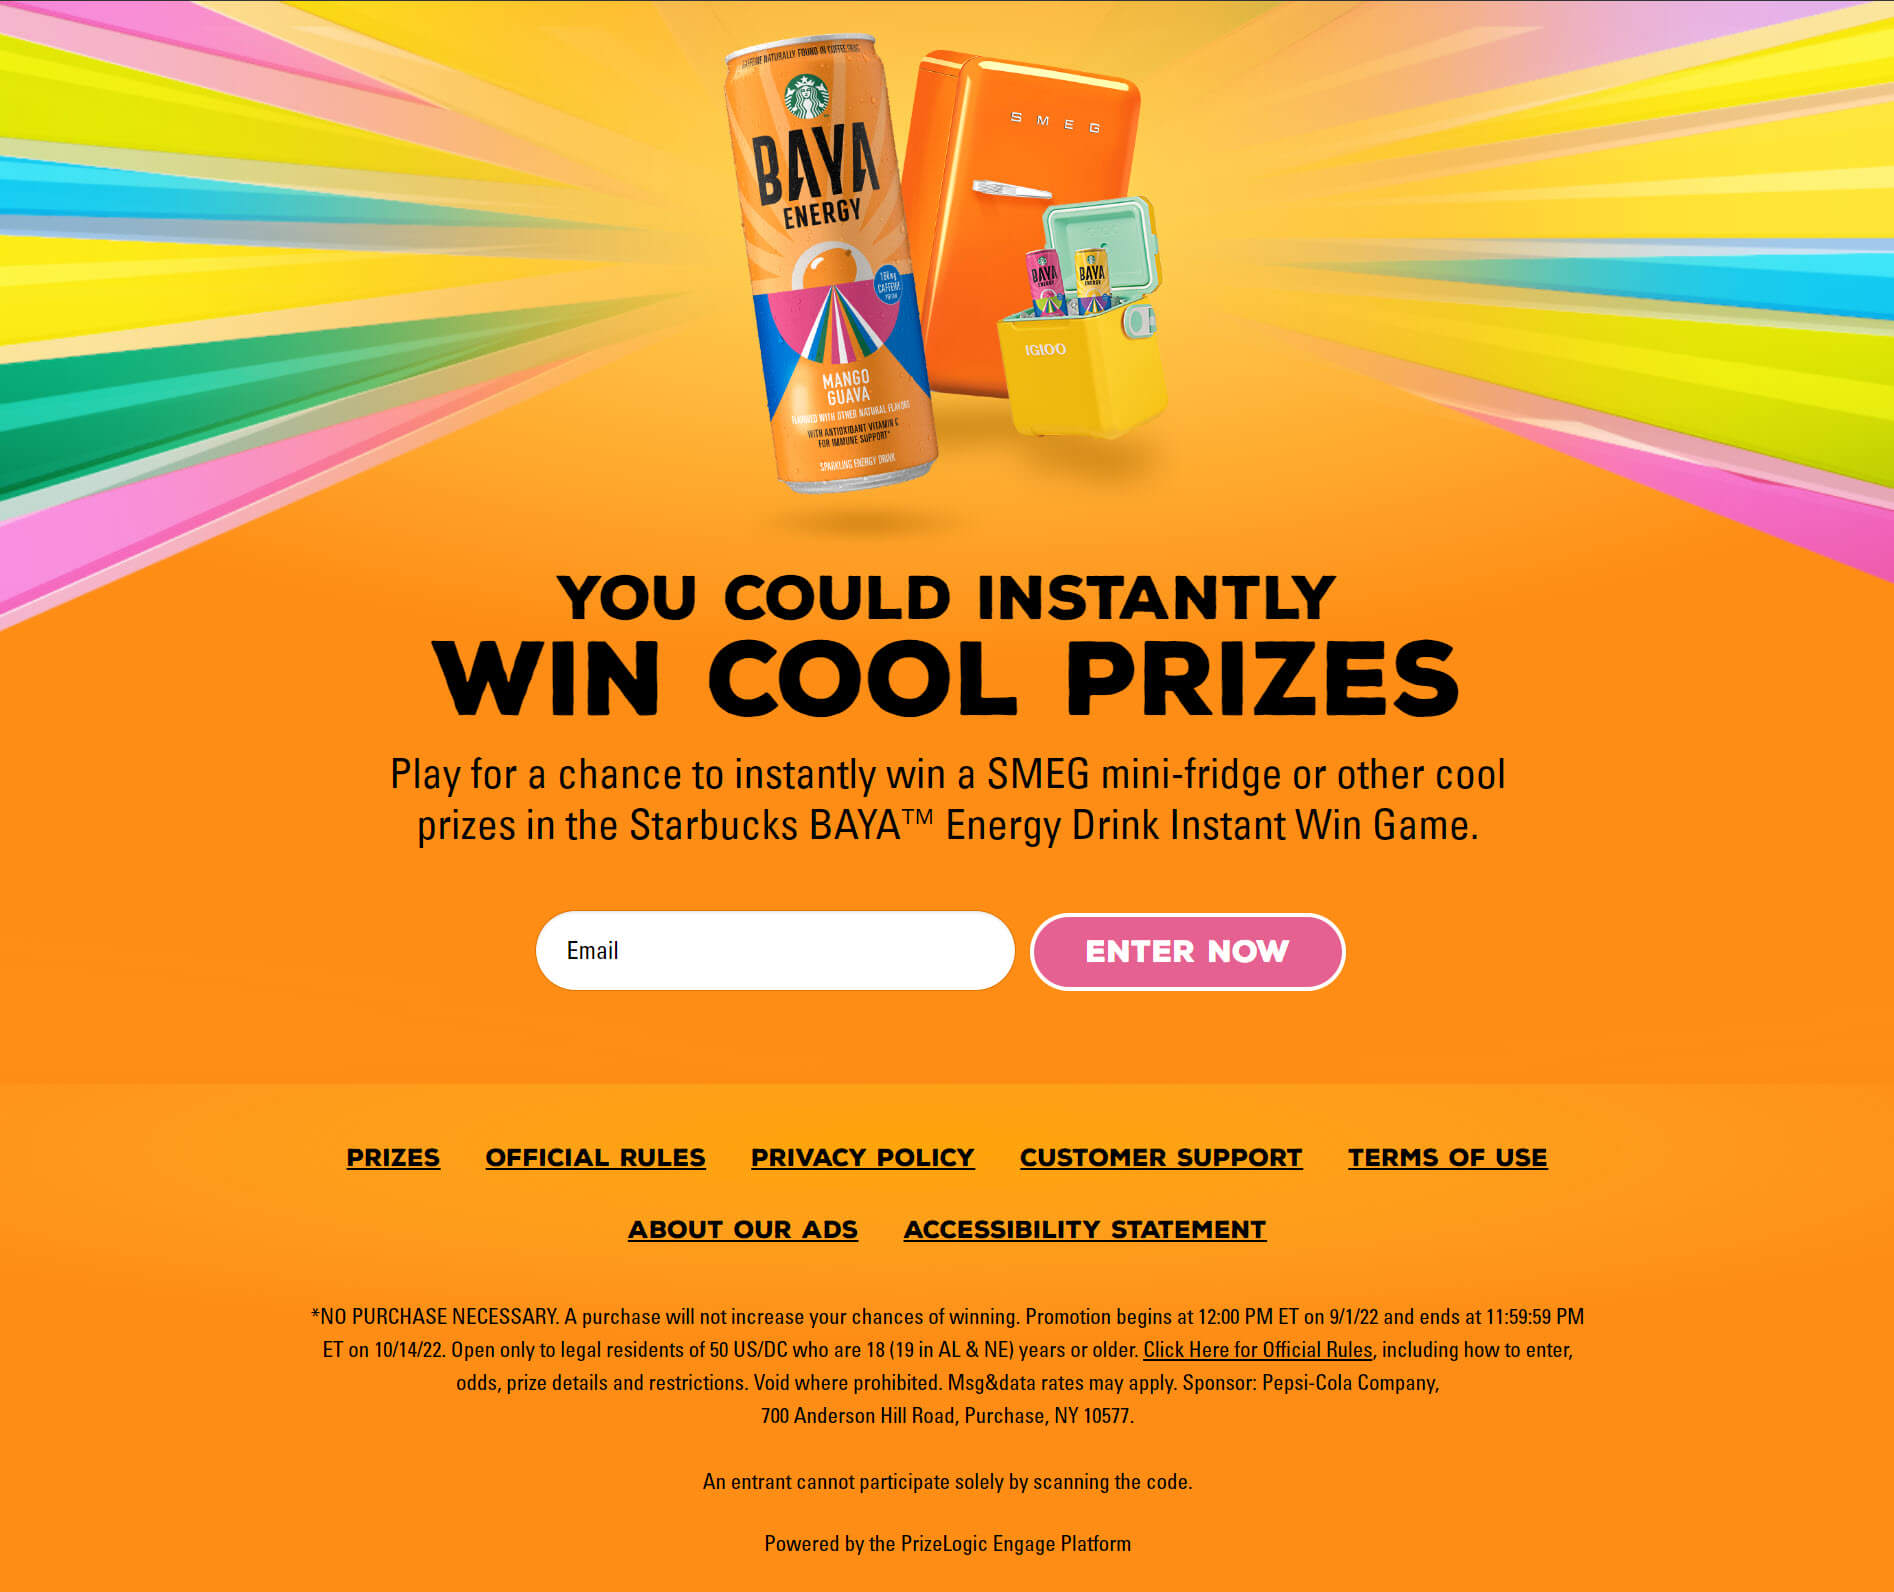 CAFFEINE NATURALLY FOUND IN COFFEE FRUIT
BAYA
ENERGY
160mg
CAFFEINE
MANGO
GUAVA
FLAVORED WITH OTHER NATURAL FLAVORS
WITH ANTIOXIDANT VITAMIN C
FOR IMMUNE SUPPORT*
SPARKLING ENERGY DRINK
SMEG
BAYA
ENERGY
BAYA
ENERGY
IGLOO
YOU COULD INSTANTLY
WIN COOL PRIZES
Play for a chance to instantly win a SMEG mini-fridge or other cool
prizes in the Starbucks BAYA™ Energy Drink Instant Win Game.
Email
ENTER NOW
PRIZES OFFICIAL RULES PRIVACY POLICY CUSTOMER SUPPORT TERMS OF USE
ABOUT OUR ADS ACCESSIBILITY STATEMENT
*NO PURCHASE NECESSARY. A purchase will not increase your chances of winning. Promotion begins at 12:00 PM ET on 9/1/22 and ends at 11:59:59 PM
ET on 10/14/22. Open only to legal residents of 50 US/DC who are 18 (19 in AL & NE) years or older. Click Here for Official Rules, including how to enter,
odds, prize details and restrictions. Void where prohibited. Msg&data rates may apply. Sponsor: Pepsi-Cola Company,
700 Anderson Hill Road, Purchase, NY 10577.
An entrant cannot participate solely by scanning the code.
Powered by the PrizeLogic Engage Platform